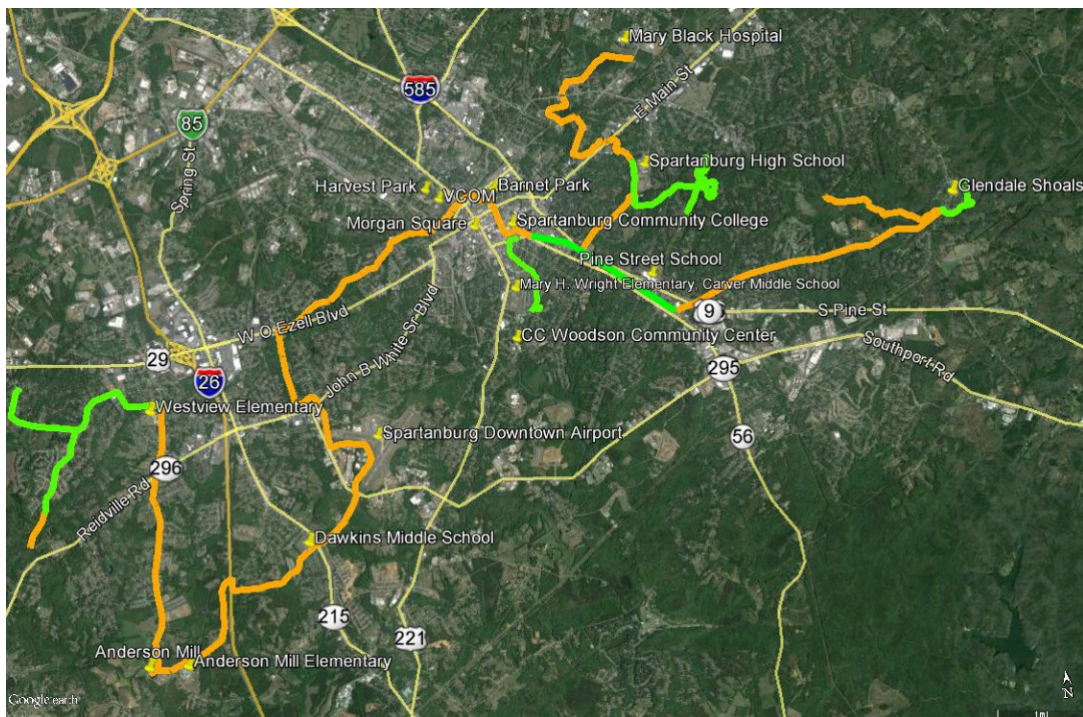 Mary Black Hospital
585
E Main St
85
Spring St
Spartanburg High School
Harvest Park
VCOM
Barnet Park
Glendale Shoals
Morgan Square
Spartanburg Community College
Pine Street School
Mary H. Wright Elementary, Carver Middle School
9
S Pine St
W O Ezell Blvd
CC Woodson Community Center
John B White Sr Blvd
Southport Rd
29
26
295
Westview Elementary
Spartanburg Downtown Airport
56
296
Reidville Rd
Dawkins Middle School
215
221
Anderson Mill
Anderson Mill Elementary
Google earth
N
1mi